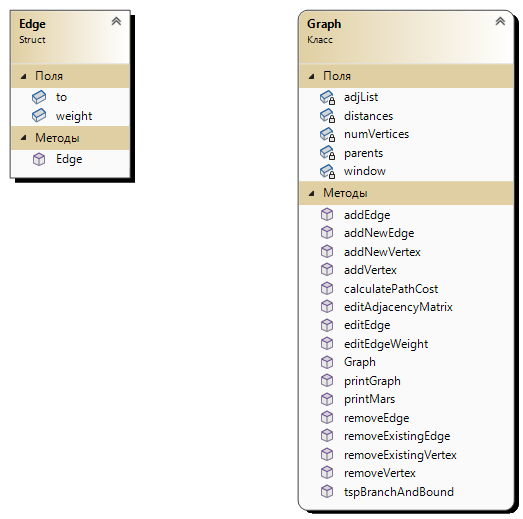 Edge
Struct
Поля
to
weight
Методы
Edge
Graph
Класс
Поля
adjList
distances
numVertices
parents
window
Методы
addEdge
addNewEdge
addNewVertex
addVertex
calculatePathCost
editAdjacencyMatrix
editEdge
editEdgeWeight
Graph
printGraph
printMars
removeEdge
removeExistingEdge
removeExistingVertex
removeVertex
tspBranchAndBound